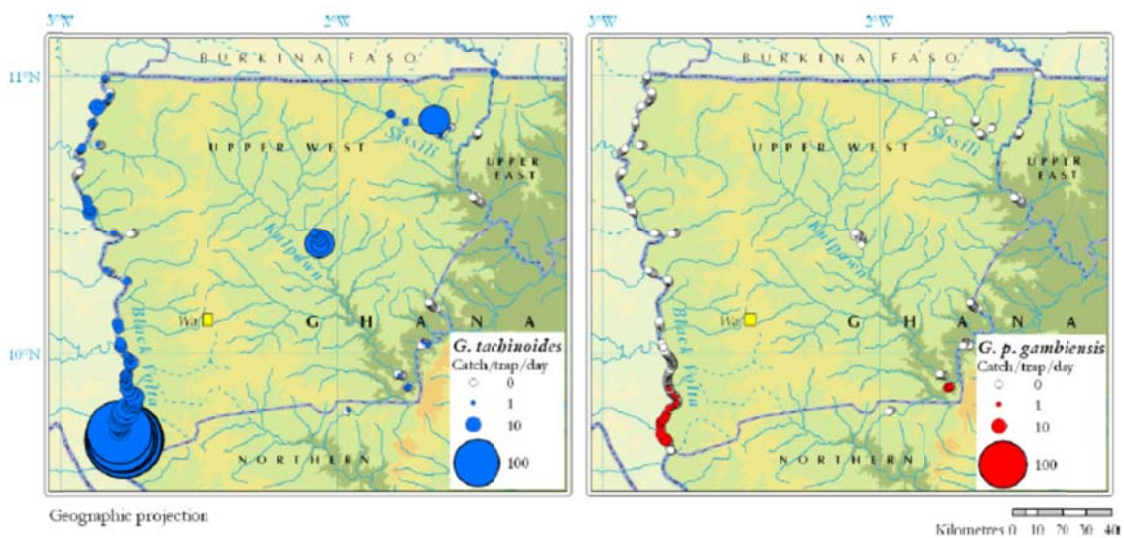 3°W 2°W 3°W 2°W
BURKINA FASO BURKINA FASO
11°N
Sissili Sissili
UPPER WEST UPPER WEST
UPPER EAST UPPER EAST
Kulpawn Kulpawn
Black Volta Black Volta
Wa Wa
GHANA GHANA
10°N
G. tachinoides
Catch/trap/day
0
1
10
100
G. p. gambiensis
Catch/trap/day
0
1
10
100
NORTHERN NORTHERN
Geographic projection
Kilometres 0 10 20 30 40